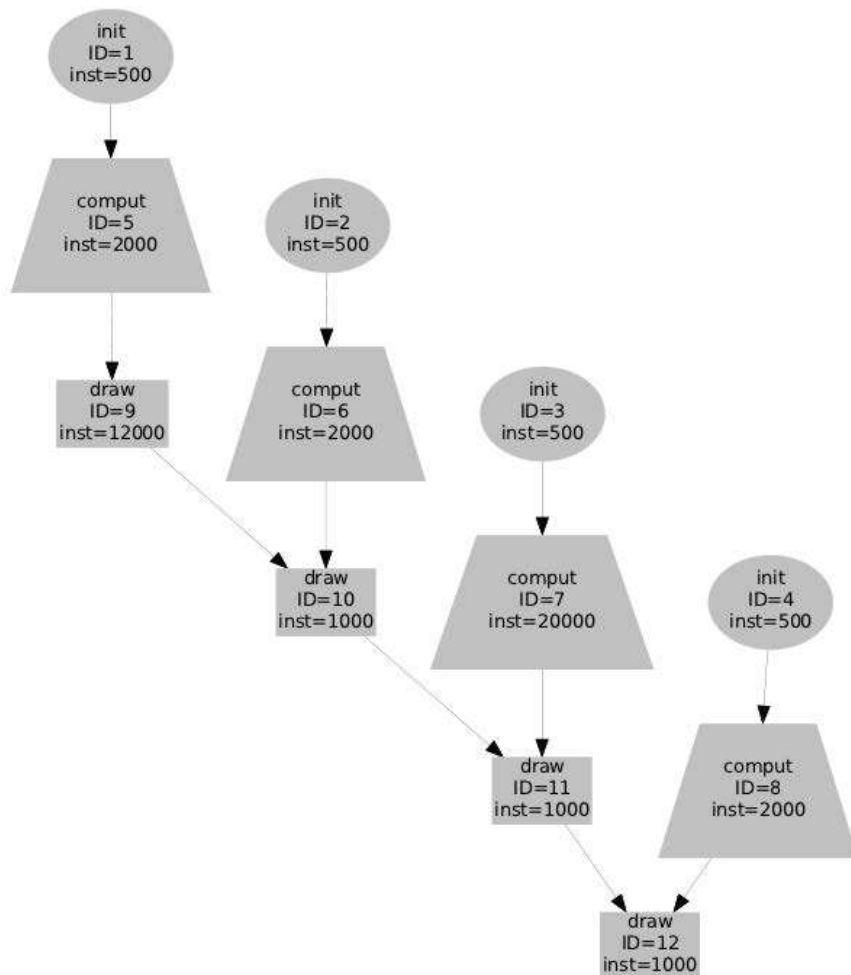 init
ID=1
inst=500
comput
ID=5
inst=2000
init
ID=2
inst=500
draw
ID=9
inst=12000
comput
ID=6
inst=2000
init
ID=3
inst=500
draw
ID=10
inst=1000
comput
ID=7
inst=20000
init
ID=4
inst=500
draw
ID=11
inst=1000
comput
ID=8
inst=2000
draw
ID=12
inst=1000